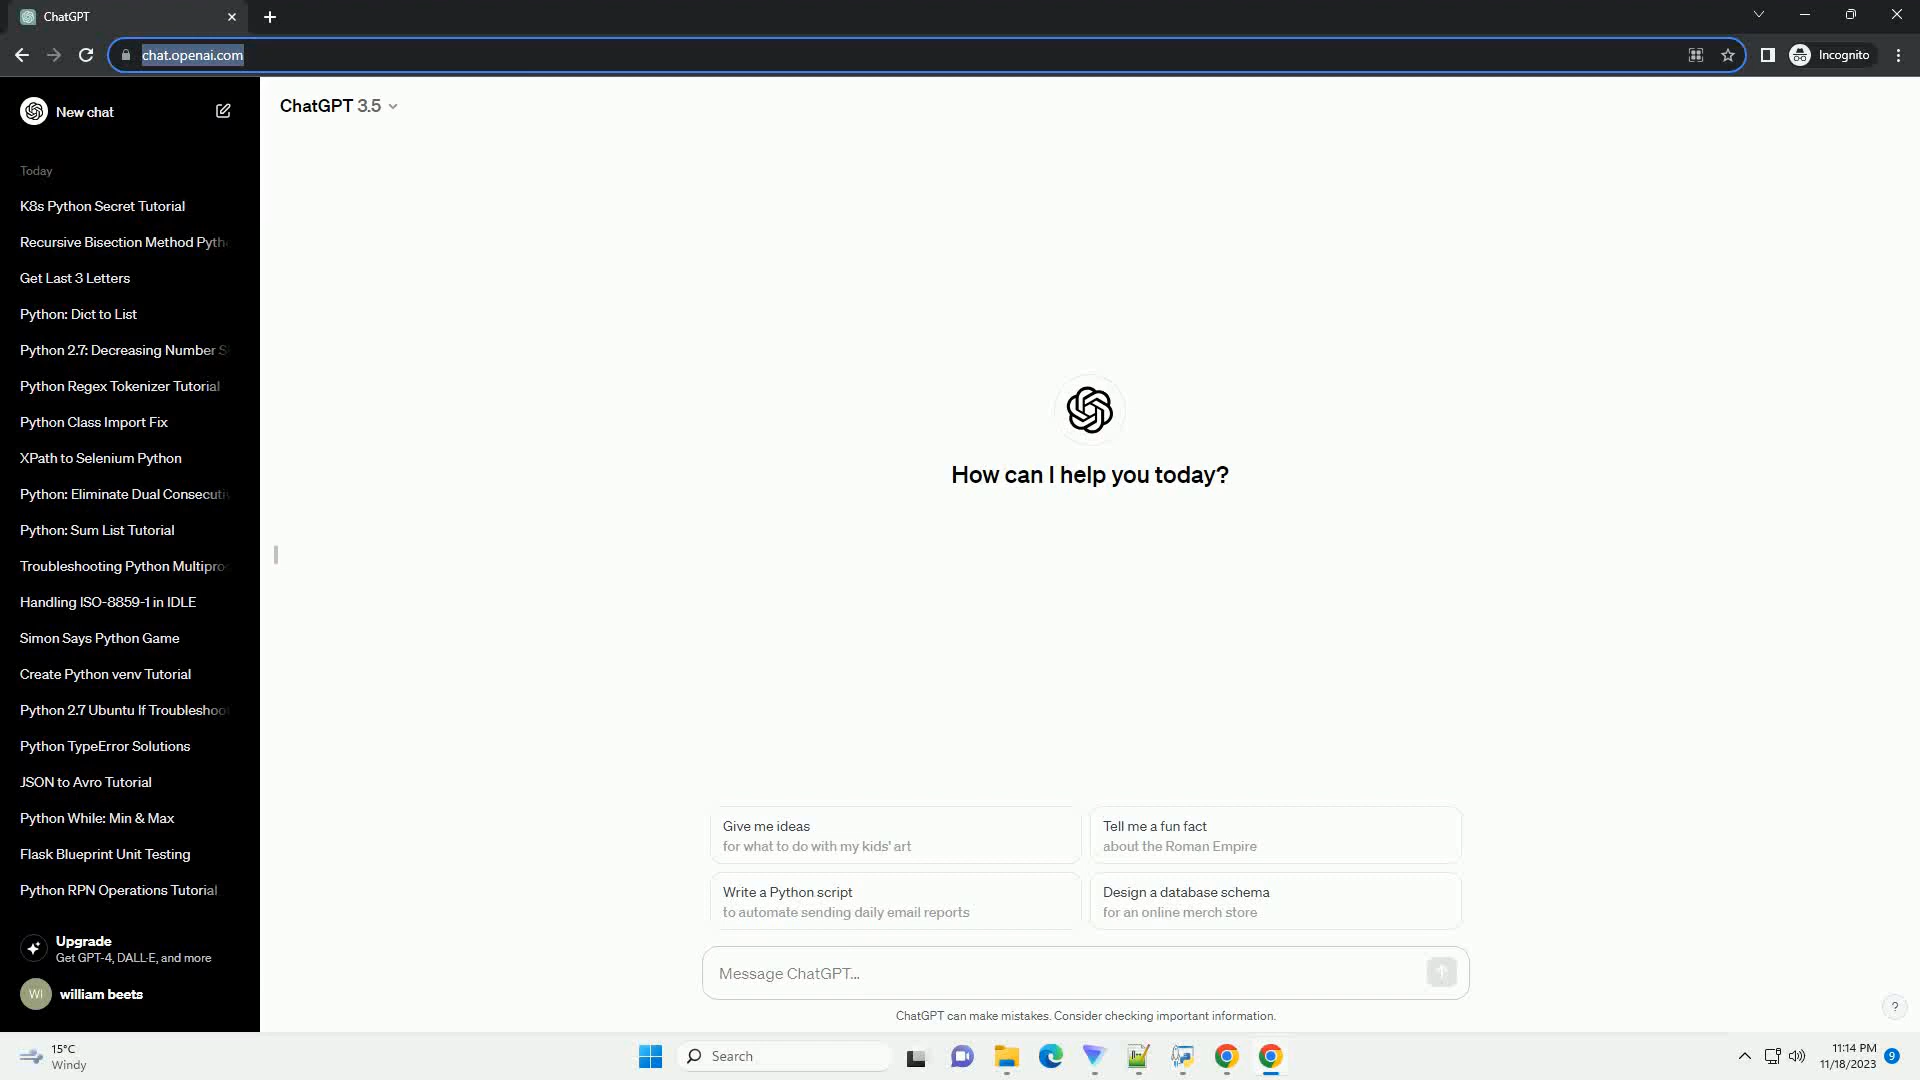 ChatGPT
chat.openai.com
Incognito
New chat
ChatGPT 3.5
Today
K8s Python Secret Tutorial
Recursive Bisection Method Pyth
Get Last 3 Letters
Python: Dict to List
Python 2.7: Decreasing Number S
Python Regex Tokenizer Tutorial
Python Class Import Fix
XPath to Selenium Python
Python: Eliminate Dual Consecuti
Python: Sum List Tutorial
Troubleshooting Python Multipro
Handling ISO-8859-1 in IDLE
Simon Says Python Game
Create Python venv Tutorial
Python 2.7 Ubuntu If Troubleshoo
Python TypeError Solutions
JSON to Avro Tutorial
Python While: Min & Max
Flask Blueprint Unit Testing
Python RPN Operations Tutorial
Upgrade
Get GPT-4, DALL·E, and more
WI
william beets
How can I help you today?
Give me ideas
for what to do with my kids' art
Tell me a fun fact
about the Roman Empire
Write a Python script
to automate sending daily email reports
Design a database schema
for an online merch store
Message ChatGPT...
ChatGPT can make mistakes. Consider checking important information.
?
15°C
Windy
Search
11:14 PM
11/18/2023
9